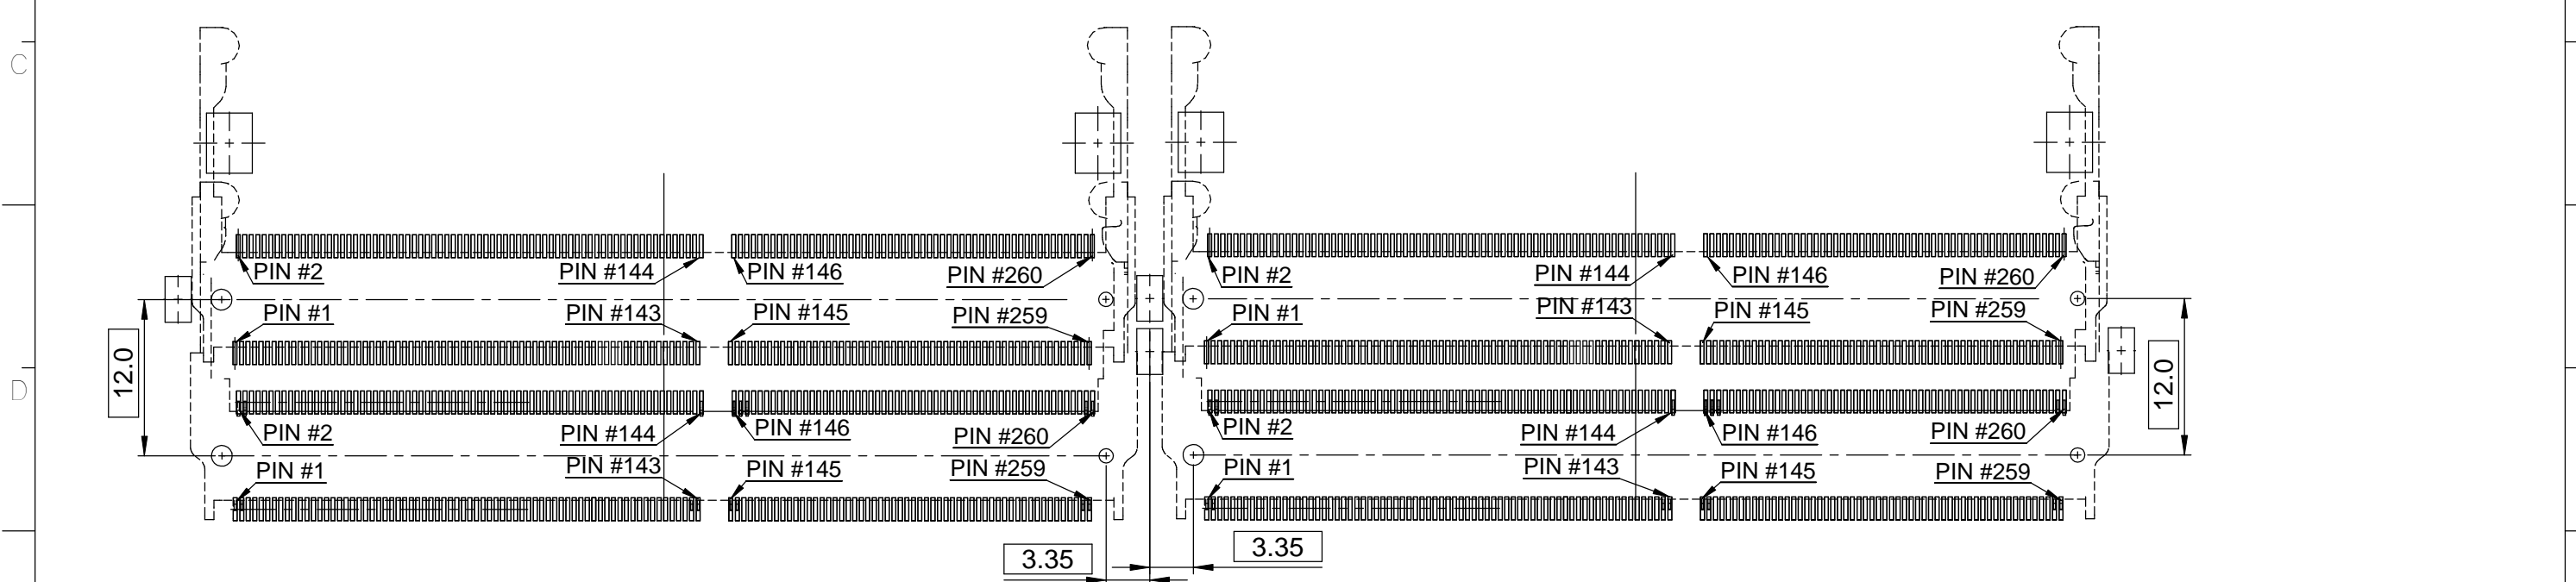 C
PIN #2 PIN #144 PIN #146 PIN #260 PIN #2 PIN #144 PIN #146 PIN #260
PIN #1 PIN #143 PIN #145 PIN #259 PIN #1 PIN #143 PIN #145 PIN #259
12.0 12.0
D
PIN #2 PIN #144 PIN #146 PIN #260 PIN #2 PIN #144 PIN #146 PIN #260
PIN #1 PIN #143 PIN #145 PIN #259 PIN #1 PIN #143 PIN #145 PIN #259
3.35 3.35